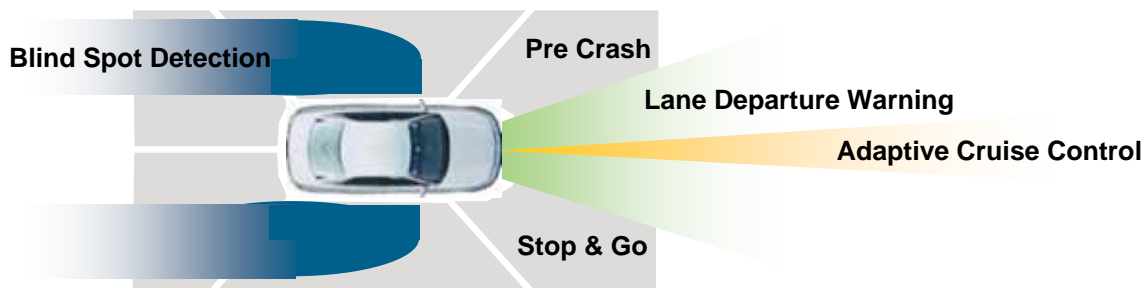 Blind Spot Detection
Pre Crash
Lane Departure Warning
Adaptive Cruise Control
Stop & Go